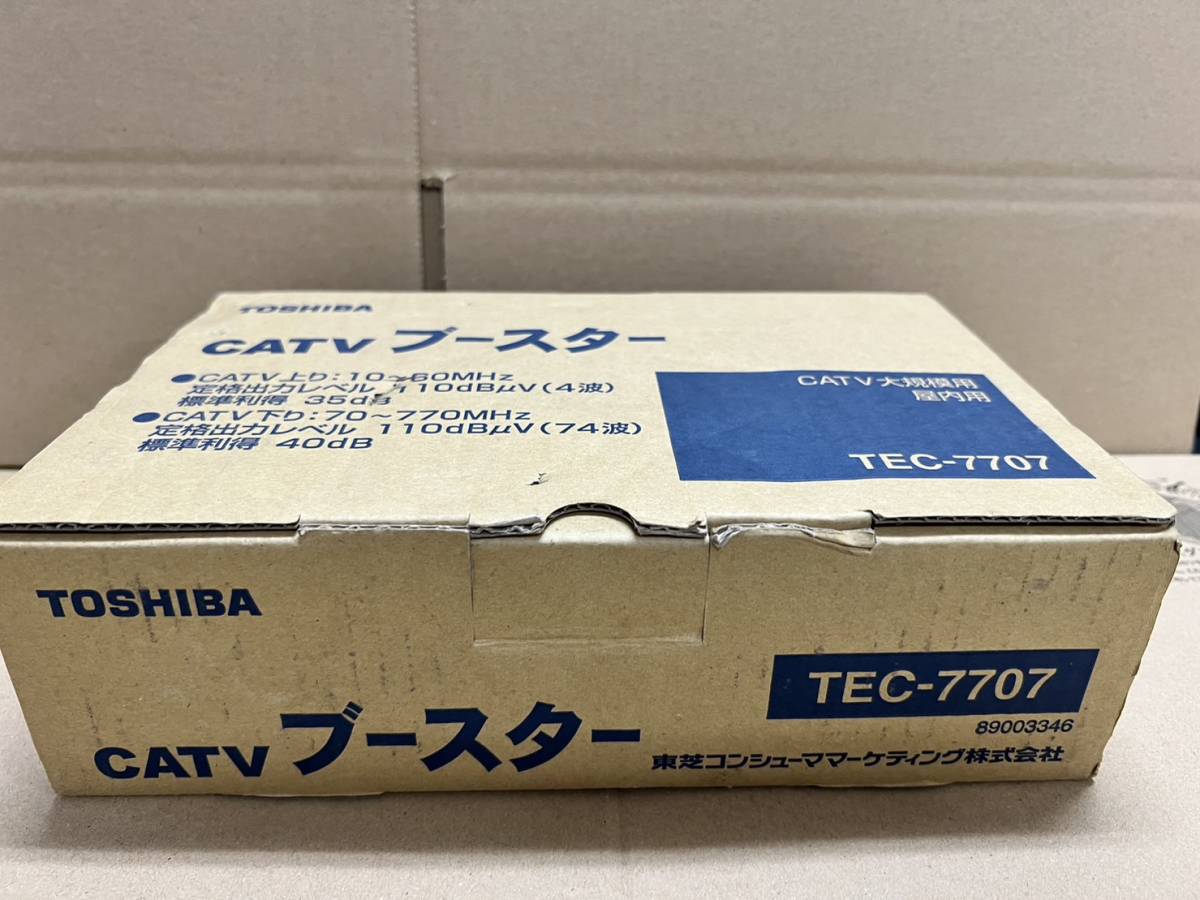 TOSHIBA
CATV ブースター
●CATV上り:10~60MHz
定格出力レベル 110dBμV(4波)
標準利得 35dB
●CATV下り:70~770MHz
定格出力レベル 110dBμV(74波)
標準利得 40dB
CATV大規模用
屋内用
TEC-7707
TOSHIBA
CATV ブースター
TEC-7707
89003346
東芝コンシューママーケティング株式会社